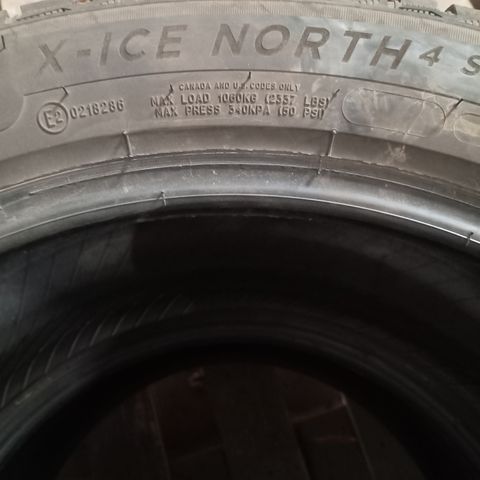 X-ICE NORTH 4 S
CANADA AND U.S. CODES ONLY
MAX LOAD 1060KG (2337 LBS)
MAX PRESS 340KPA (50 PSI)
E2 0218286